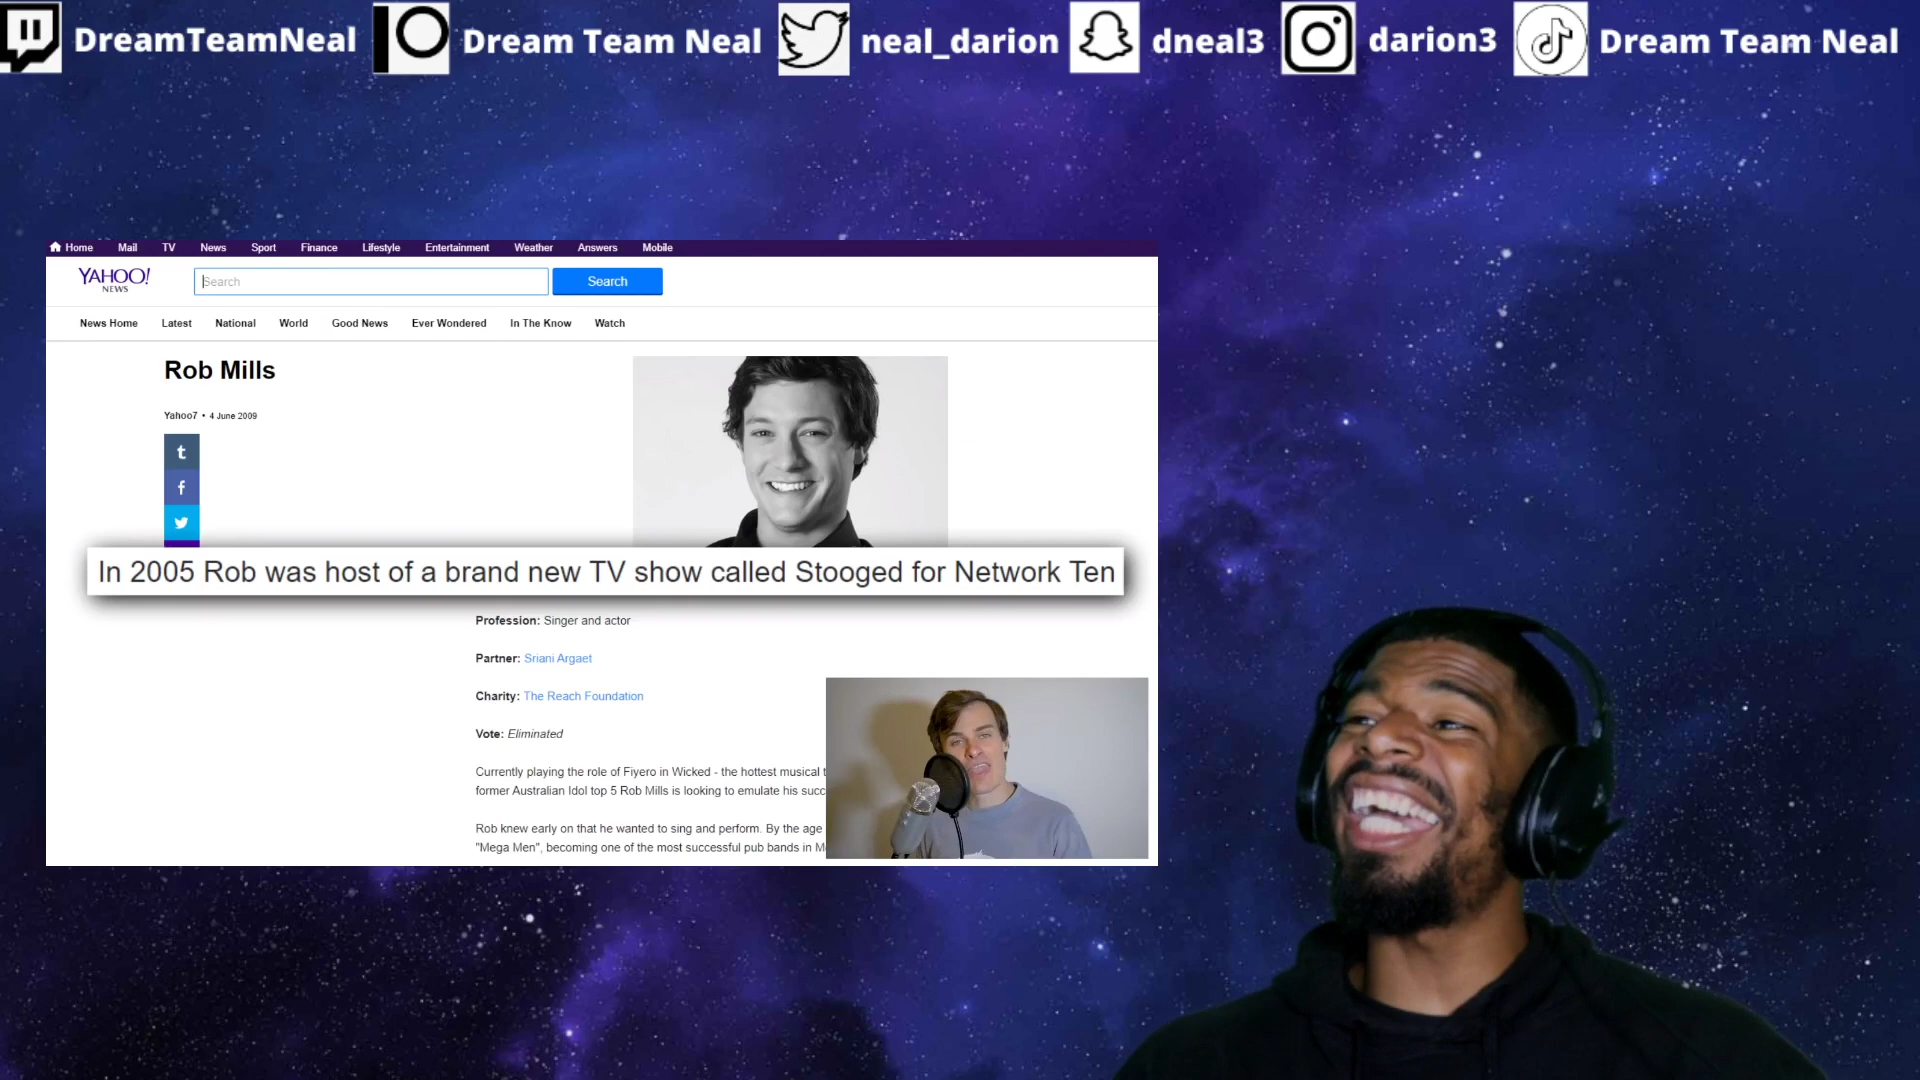 DreamTeamNeal Dream Team Neal neal_darion dneal3 darion3 Dream Team Neal
Home Mail TV News Sport Finance Lifestyle Entertainment Weather Answers Mobile
YAHOO!
NEWS
Search Search
News Home Latest National World Good News Ever Wondered In The Know Watch
Rob Mills
Yahoo7 • 4 June 2009
In 2005 Rob was host of a brand new TV show called Stooged for Network Ten
Profession: Singer and actor
Partner: Sriani Argaet
Charity: The Reach Foundation
Vote: Eliminated
Currently playing the role of Fiyero in Wicked - the hottest musical
former Australian Idol top 5 Rob Mills is looking to emulate his
Rob knew early on that he wanted to sing and perform. By the age
"Mega Men", becoming one of the most successful pub bands in